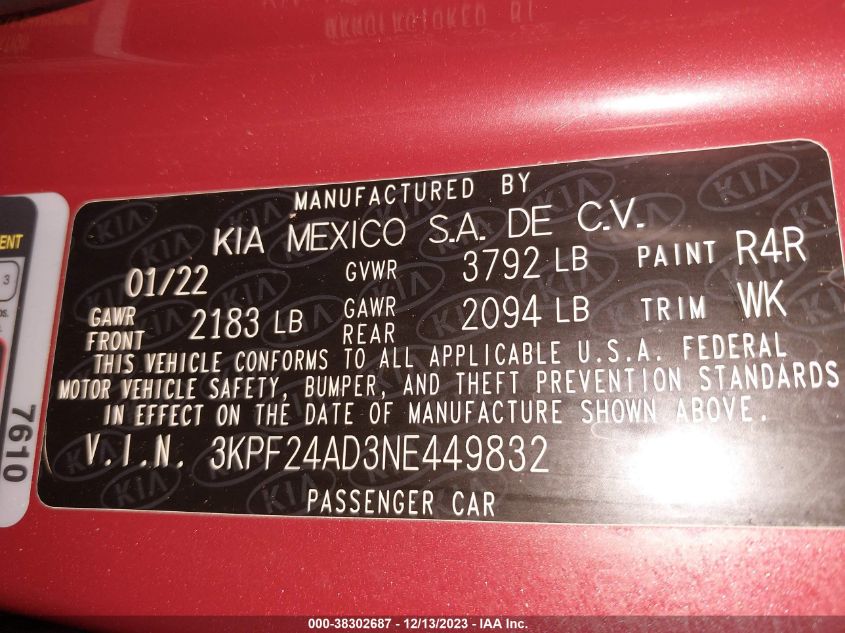 MANUFACTURED BY
KIA MEXICO S.A. DE C.V.
01/22 GVWR 3792 LB PAINT R4R
GAWR FRONT 2183 LB GAWR REAR 2094 LB TRIM WK
THIS VEHICLE CONFORMS TO ALL APPLICABLE U.S.A. FEDERAL
MOTOR VEHICLE SAFETY, BUMPER, AND THEFT PREVENTION STANDARDS
IN EFFECT ON THE DATE OF MANUFACTURE SHOWN ABOVE.
V.I.N. 3KPF24AD3NE449832
PASSENGER CAR
3
7610
000-38302687 - 12/13/2023 - IAA Inc.